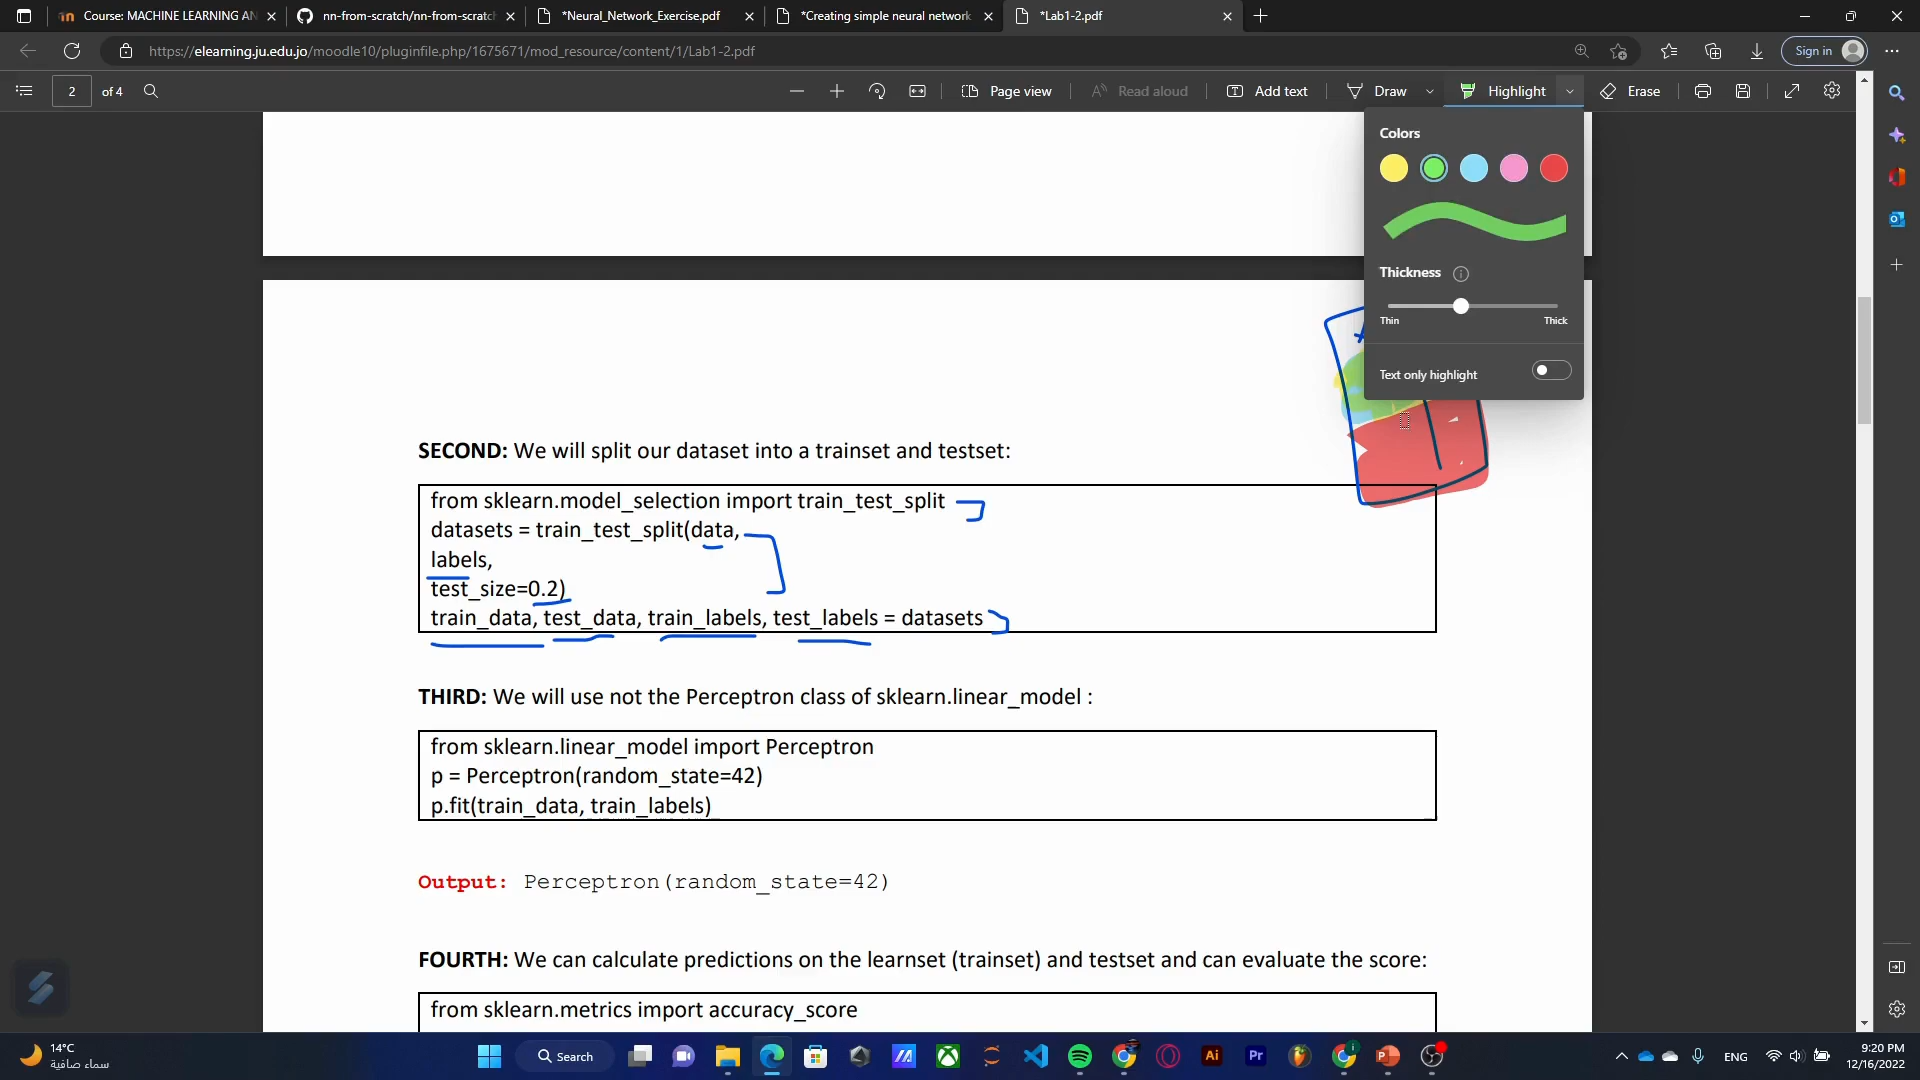 Course: MACHINE LEARNING AN
nn-from-scratch/nn-from-scratch
*Neural_Network_Exercise.pdf
*Creating simple neural network
*Lab1-2.pdf
https://elearning.ju.edu.jo/moodle10/pluginfile.php/1675671/mod_resource/content/1/Lab1-2.pdf
Sign in
2 of 4
Page view
Read aloud
Add text
Draw
Highlight
Erase
Colors
Thickness
Thin Thick
Text only highlight
SECOND: We will split our dataset into a trainset and testset:
from sklearn.model_selection import train_test_split
datasets = train_test_split(data,
labels,
test_size=0.2)
train_data, test_data, train_labels, test_labels = datasets
THIRD: We will use not the Perceptron class of sklearn.linear_model :
from sklearn.linear_model import Perceptron
p = Perceptron(random_state=42)
p.fit(train_data, train_labels)
Output: Perceptron(random_state=42)
FOURTH: We can calculate predictions on the learnset (trainset) and testset and can evaluate the score:
from sklearn.metrics import accuracy_score
14°C
سماء صافية
Search
Ai
Pr
ENG
9:20 PM
12/16/2022